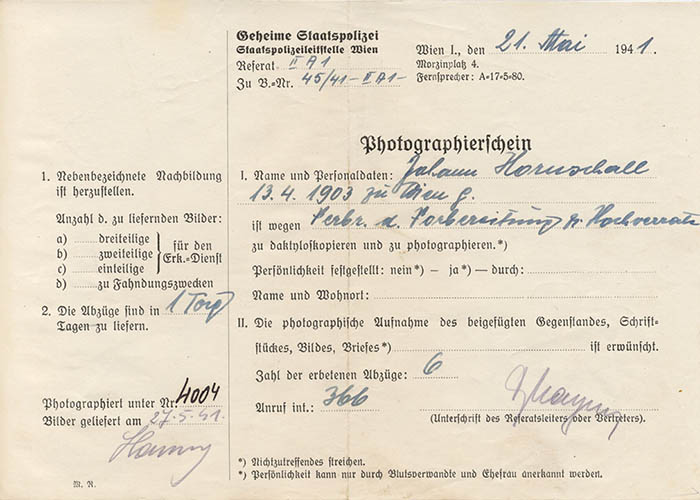 Geheime Staatspolizei
Staatspolizeileitstelle Wien
Referat II A 1
Zu B.=Nr. 45/41 - II A 1 -
Wien I., den 21. Mai 1941.
Morzinplatz 4.
Fernsprecher: A=17=5=80.
Photographierschein
1. Nebenbezeichnete Nachbildung
ist herzustellen.
Anzahl d. zu liefernden Bilder:
a) dreiteilige
b) zweiteilige
c) einteilige
für den
Erk.=Dienst
d) zu Fahndungszwecken
2. Die Abzüge sind in 1 Tag
Tagen zu liefern.
Photographiert unter Nr. 4004
Bilder geliefert am 27.5.41.
M. R.
I. Name und Personaldaten: Johann Hornschall
13.4.1903 zu Wien g.
ist wegen Verbr. d. Vorbereitung z. Hochverrat
zu daktyloskopieren und zu photographieren.*)
Persönlichkeit festgestellt: nein*) – ja*) – durch:
Name und Wohnort:
II. Die photographische Aufnahme des beigefügten Gegenstandes, Schrift=
stückes, Bildes, Briefes*) ist erwünscht.
Zahl der erbetenen Abzüge: 6
Anruf int.: 366
(Unterschrift des Referatsleiters oder Vertreters).
*) Nichtzutreffendes streichen.
*) Persönlichkeit kann nur durch Blutsverwandte und Ehefrau anerkannt werden.